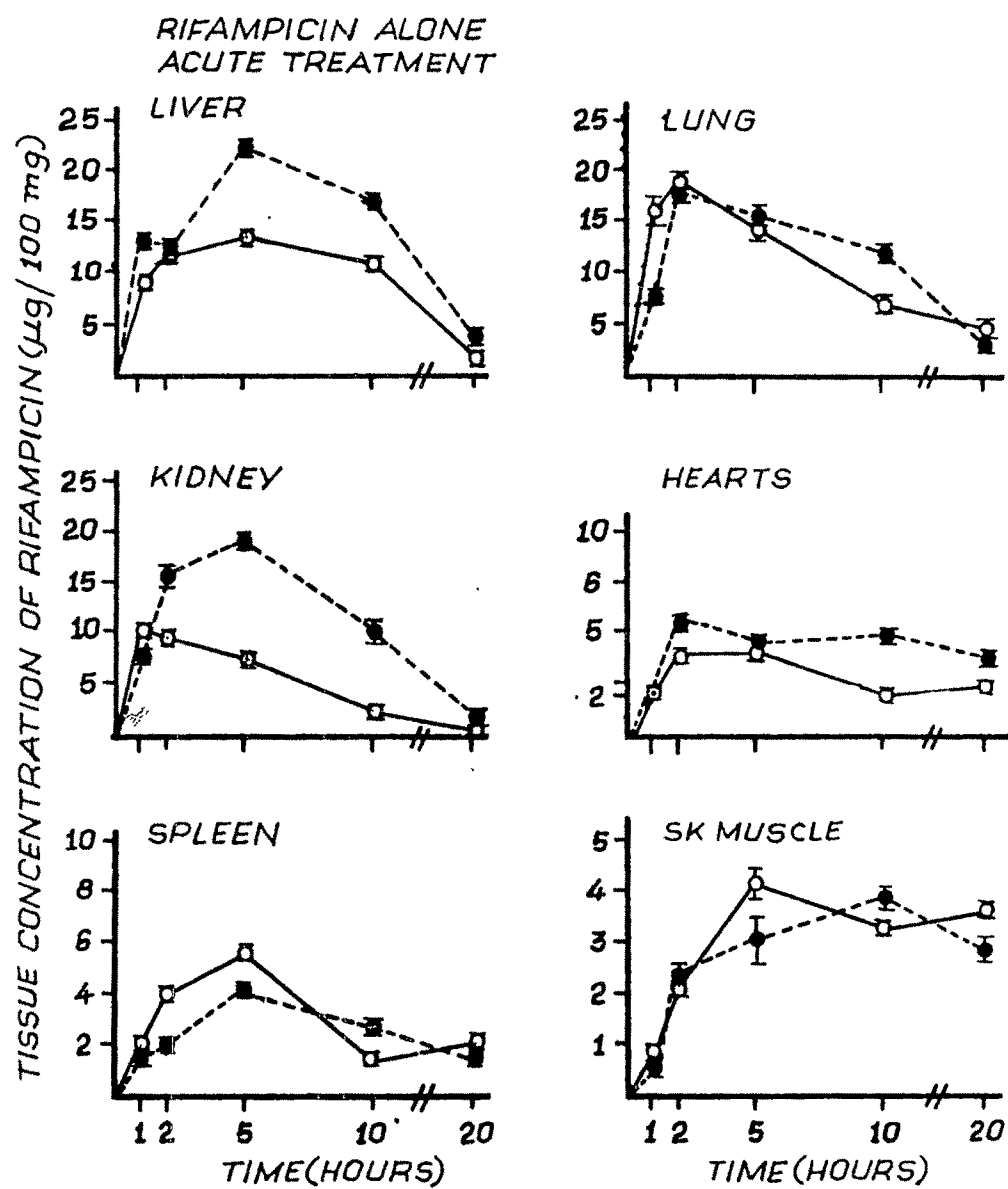 RIFAMPICIN ALONE
ACUTE TREATMENT
TISSUE CONCENTRATION OF RIFAMPICIN (µg/100 mg)
LIVER
25
20
15
10
5
LUNG
25
20
15
10
5
KIDNEY
25
20
15
10
5
HEARTS
10
6
5
2
SPLEEN
10
8
6
4
2
1 2 5 10 20
TIME (HOURS)
SK MUSCLE
5
4
3
2
1
1 2 5 10 20
TIME (HOURS)